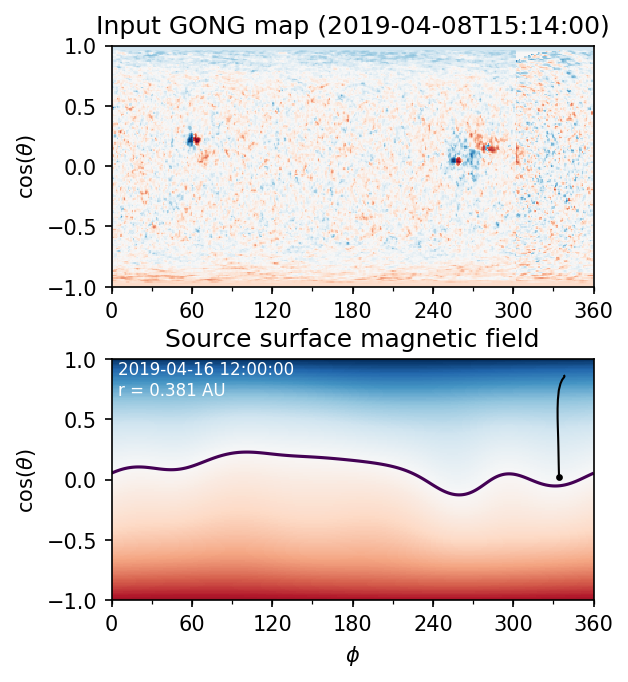 Input GONG map (2019-04-08T15:14:00)
1.0
0.5
0.0
−0.5
−1.0
cos(θ)
0 60 120 180 240 300 360
Source surface magnetic field
2019-04-16 12:00:00
r = 0.381 AU
1.0
0.5
0.0
−0.5
−1.0
cos(θ)
0 60 120 180 240 300 360
ϕ